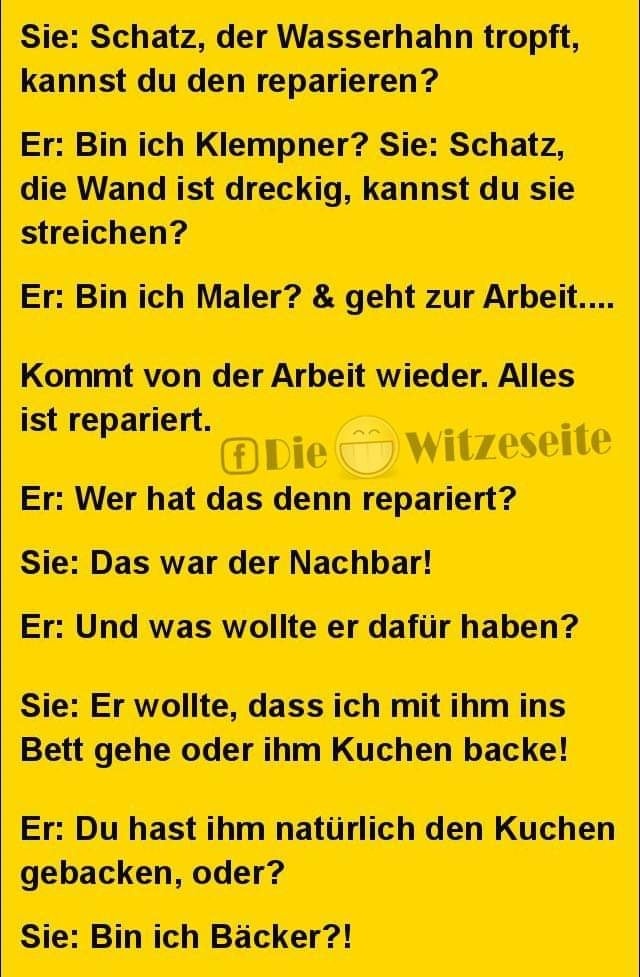 Sie: Schatz, der Wasserhahn tropft,
kannst du den reparieren?
Er: Bin ich Klempner? Sie: Schatz,
die Wand ist dreckig, kannst du sie
streichen?
Er: Bin ich Maler? & geht zur Arbeit....
Kommt von der Arbeit wieder. Alles
ist repariert.
f Die Witzeseite
Er: Wer hat das denn repariert?
Sie: Das war der Nachbar!
Er: Und was wollte er dafür haben?
Sie: Er wollte, dass ich mit ihm ins
Bett gehe oder ihm Kuchen backe!
Er: Du hast ihm natürlich den Kuchen
gebacken, oder?
Sie: Bin ich Bäcker?!